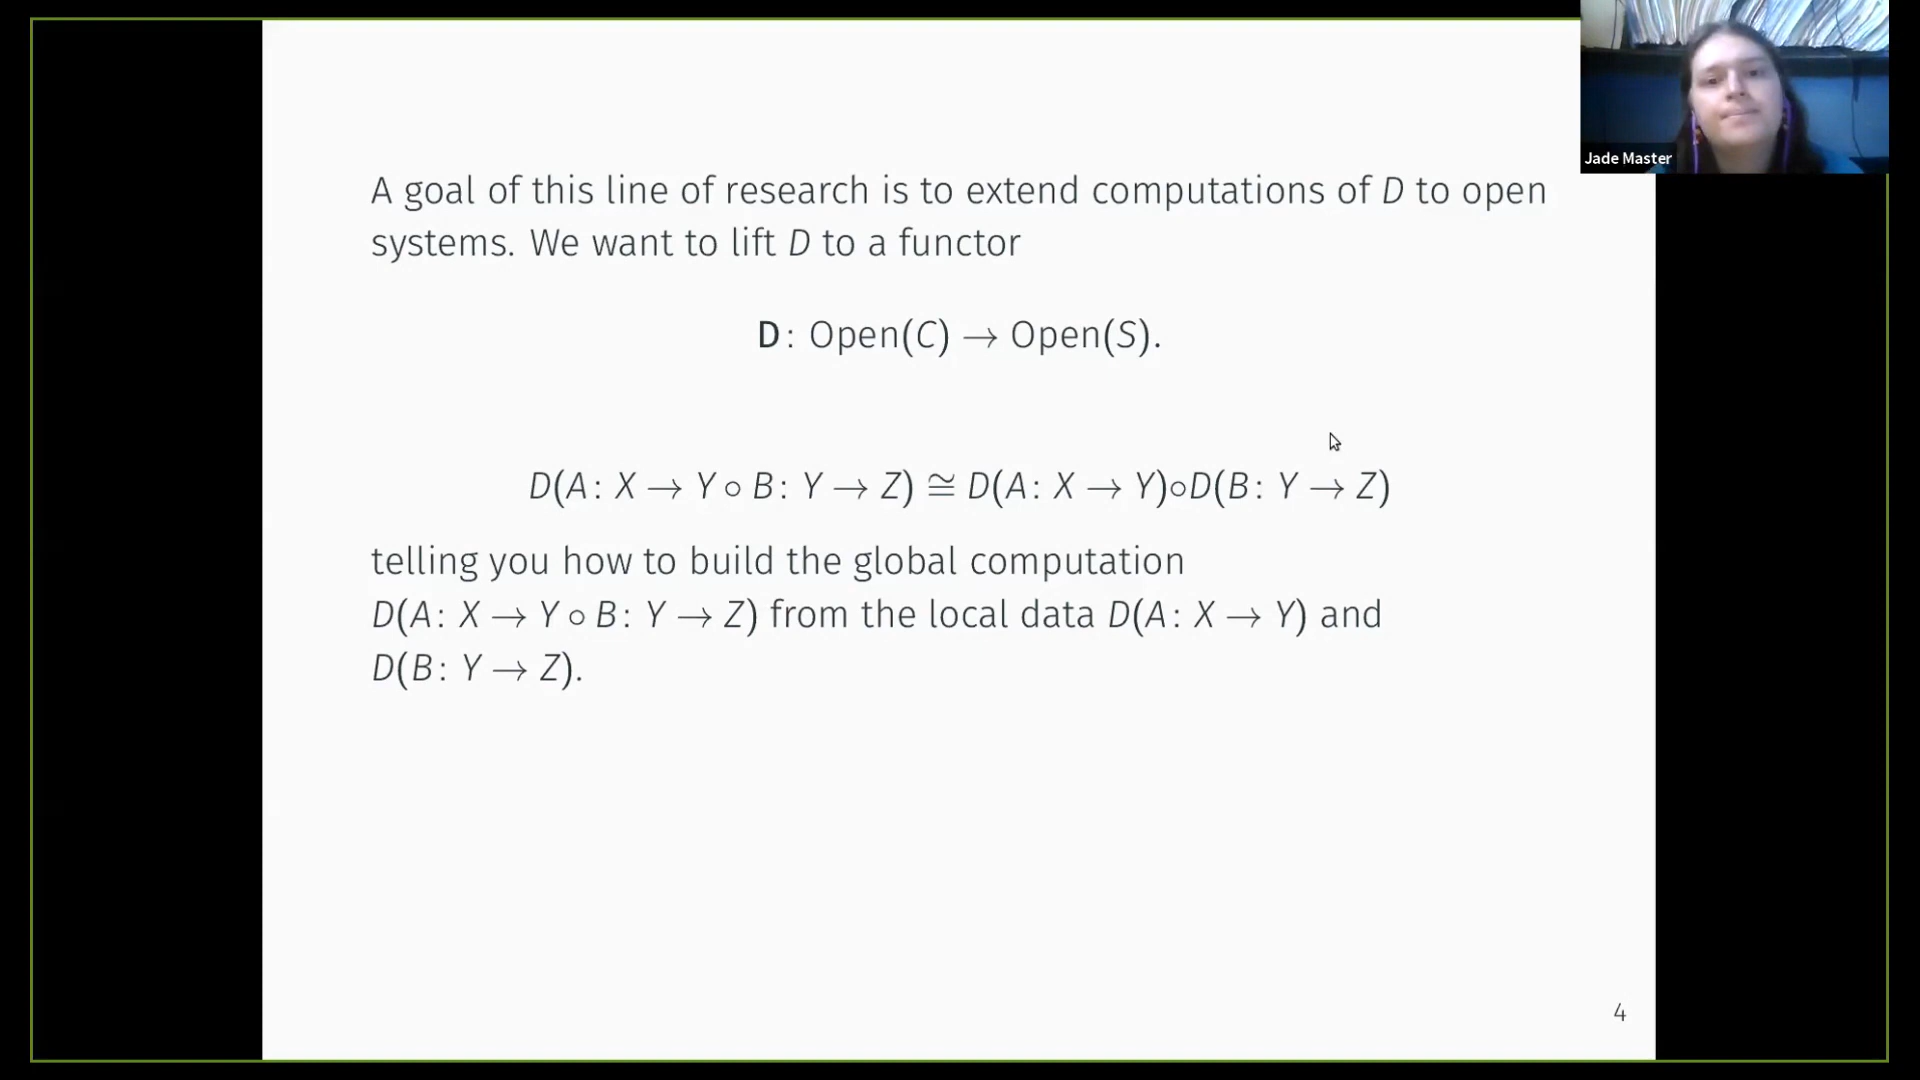 Jade Master
A goal of this line of research is to extend computations of D to open
systems. We want to lift D to a functor
D: Open(C) → Open(S).
D(A: X → Y ∘ B: Y → Z) ≅ D(A: X → Y)∘D(B: Y → Z)
telling you how to build the global computation
D(A: X → Y ∘ B: Y → Z) from the local data D(A: X → Y) and
D(B: Y → Z).
4